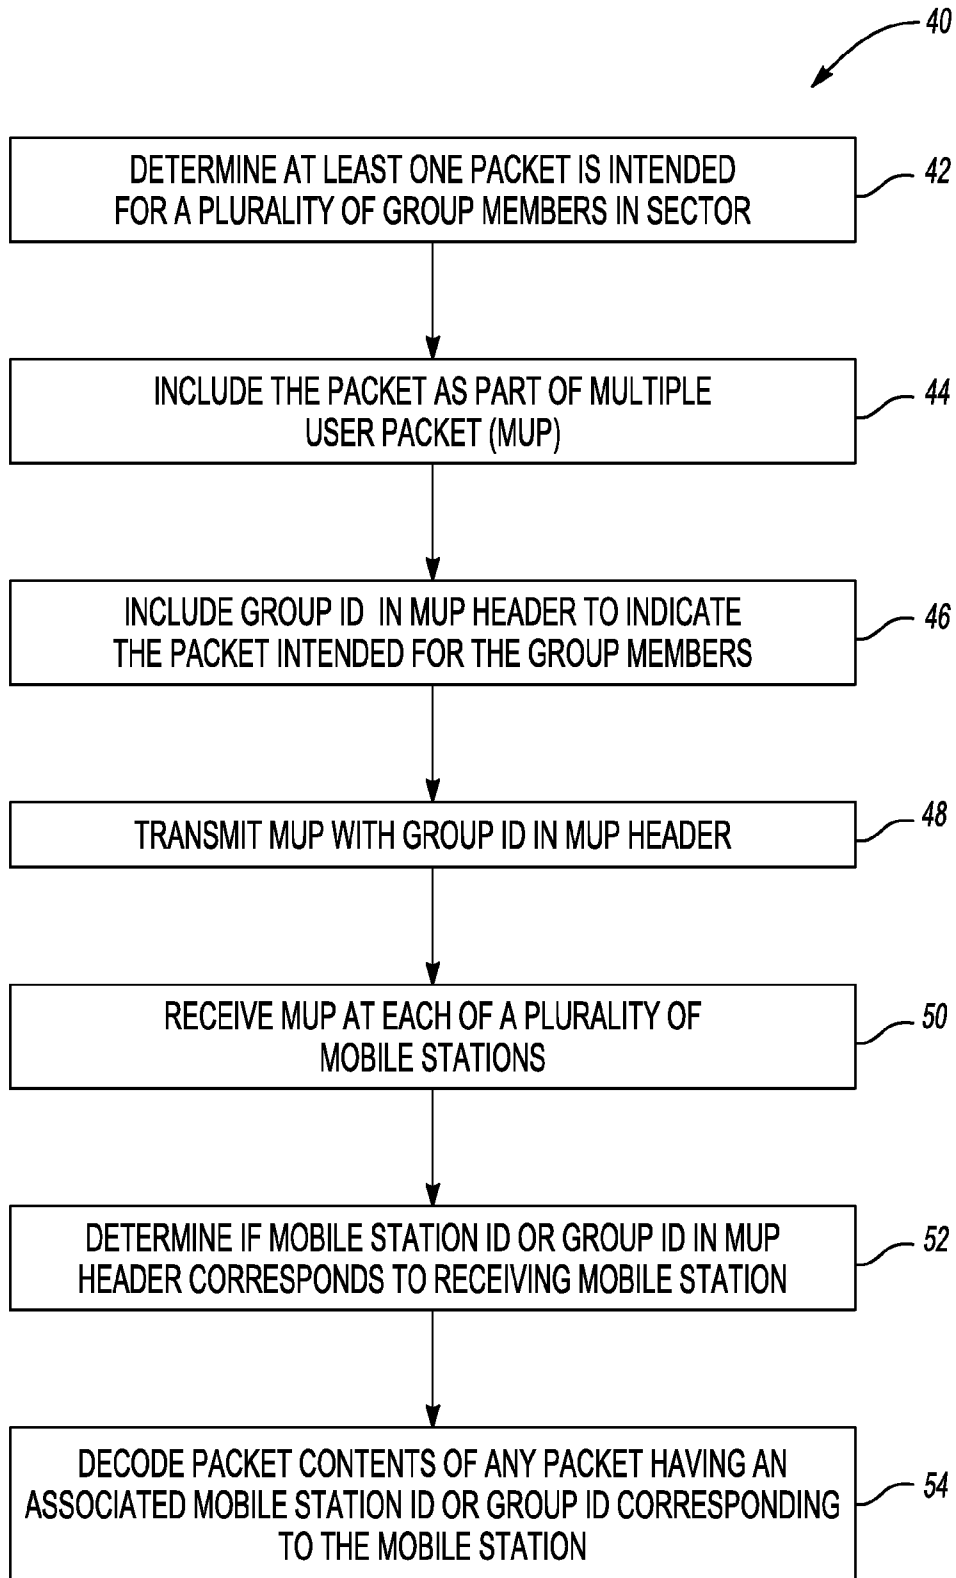 40
DETERMINE AT LEAST ONE PACKET IS INTENDED
FOR A PLURALITY OF GROUP MEMBERS IN SECTOR
42
INCLUDE THE PACKET AS PART OF MULTIPLE
USER PACKET (MUP)
44
INCLUDE GROUP ID IN MUP HEADER TO INDICATE
THE PACKET INTENDED FOR THE GROUP MEMBERS
46
TRANSMIT MUP WITH GROUP ID IN MUP HEADER
48
RECEIVE MUP AT EACH OF A PLURALITY OF
MOBILE STATIONS
50
DETERMINE IF MOBILE STATION ID OR GROUP ID IN MUP
HEADER CORRESPONDS TO RECEIVING MOBILE STATION
52
DECODE PACKET CONTENTS OF ANY PACKET HAVING AN
ASSOCIATED MOBILE STATION ID OR GROUP ID CORRESPONDING
TO THE MOBILE STATION
54